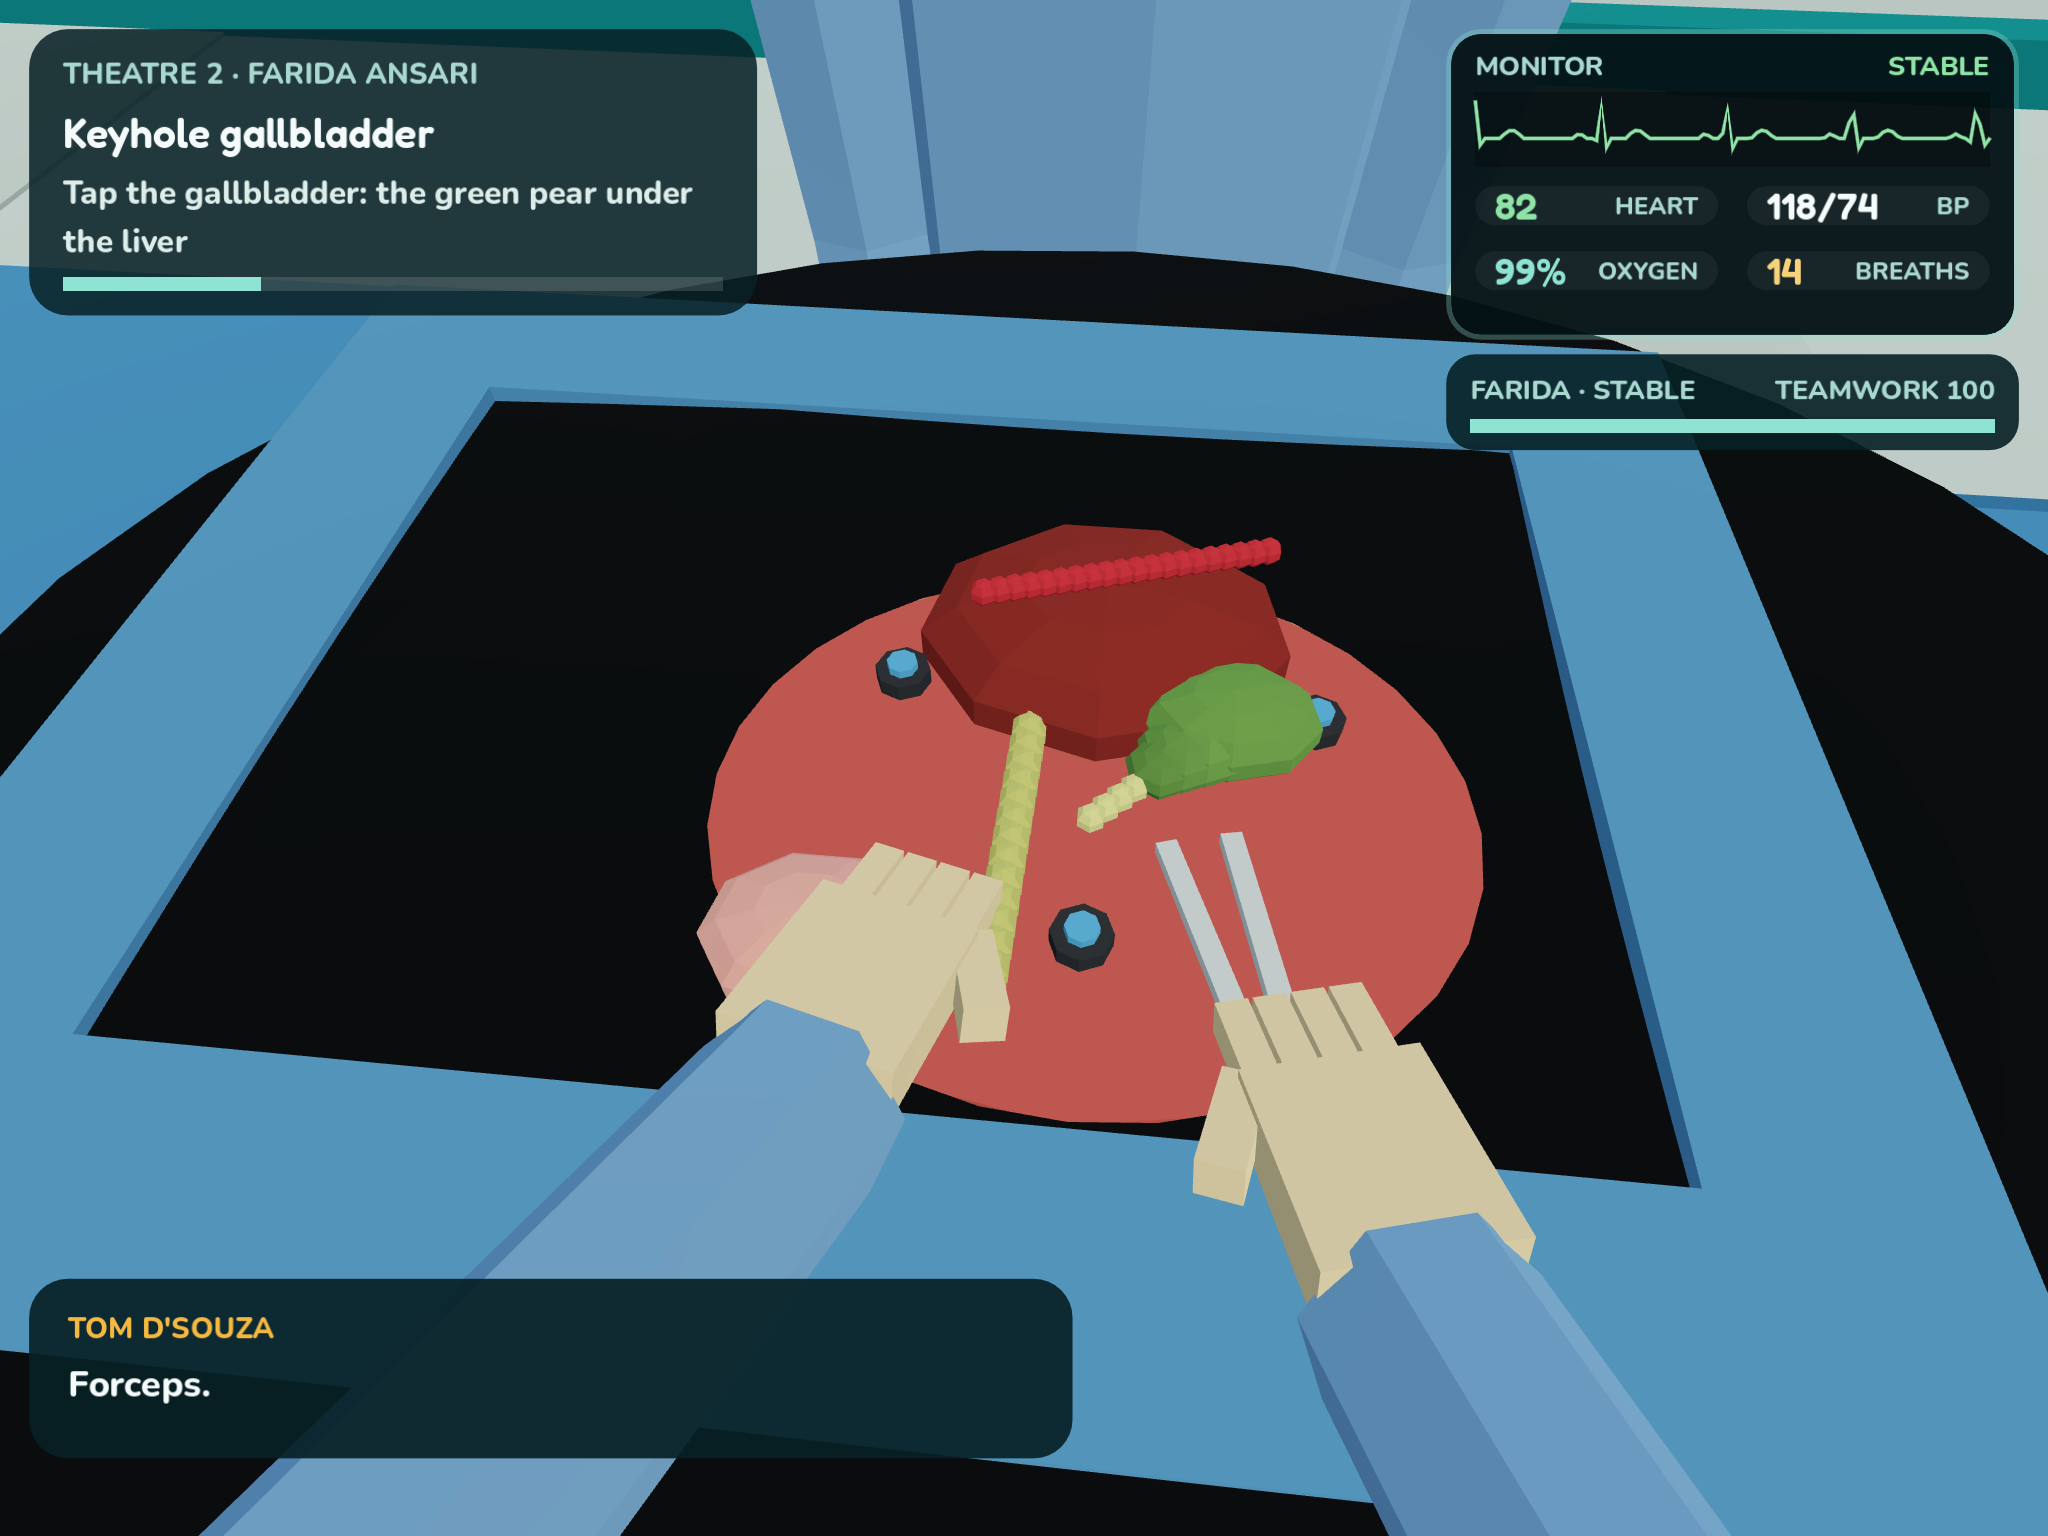 THEATRE 2 · FARIDA ANSARI
Keyhole gallbladder
Tap the gallbladder: the green pear under
the liver
MONITOR STABLE
82 HEART 118/74 BP
99% OXYGEN 14 BREATHS
FARIDA · STABLE TEAMWORK 100
TOM D'SOUZA
Forceps.